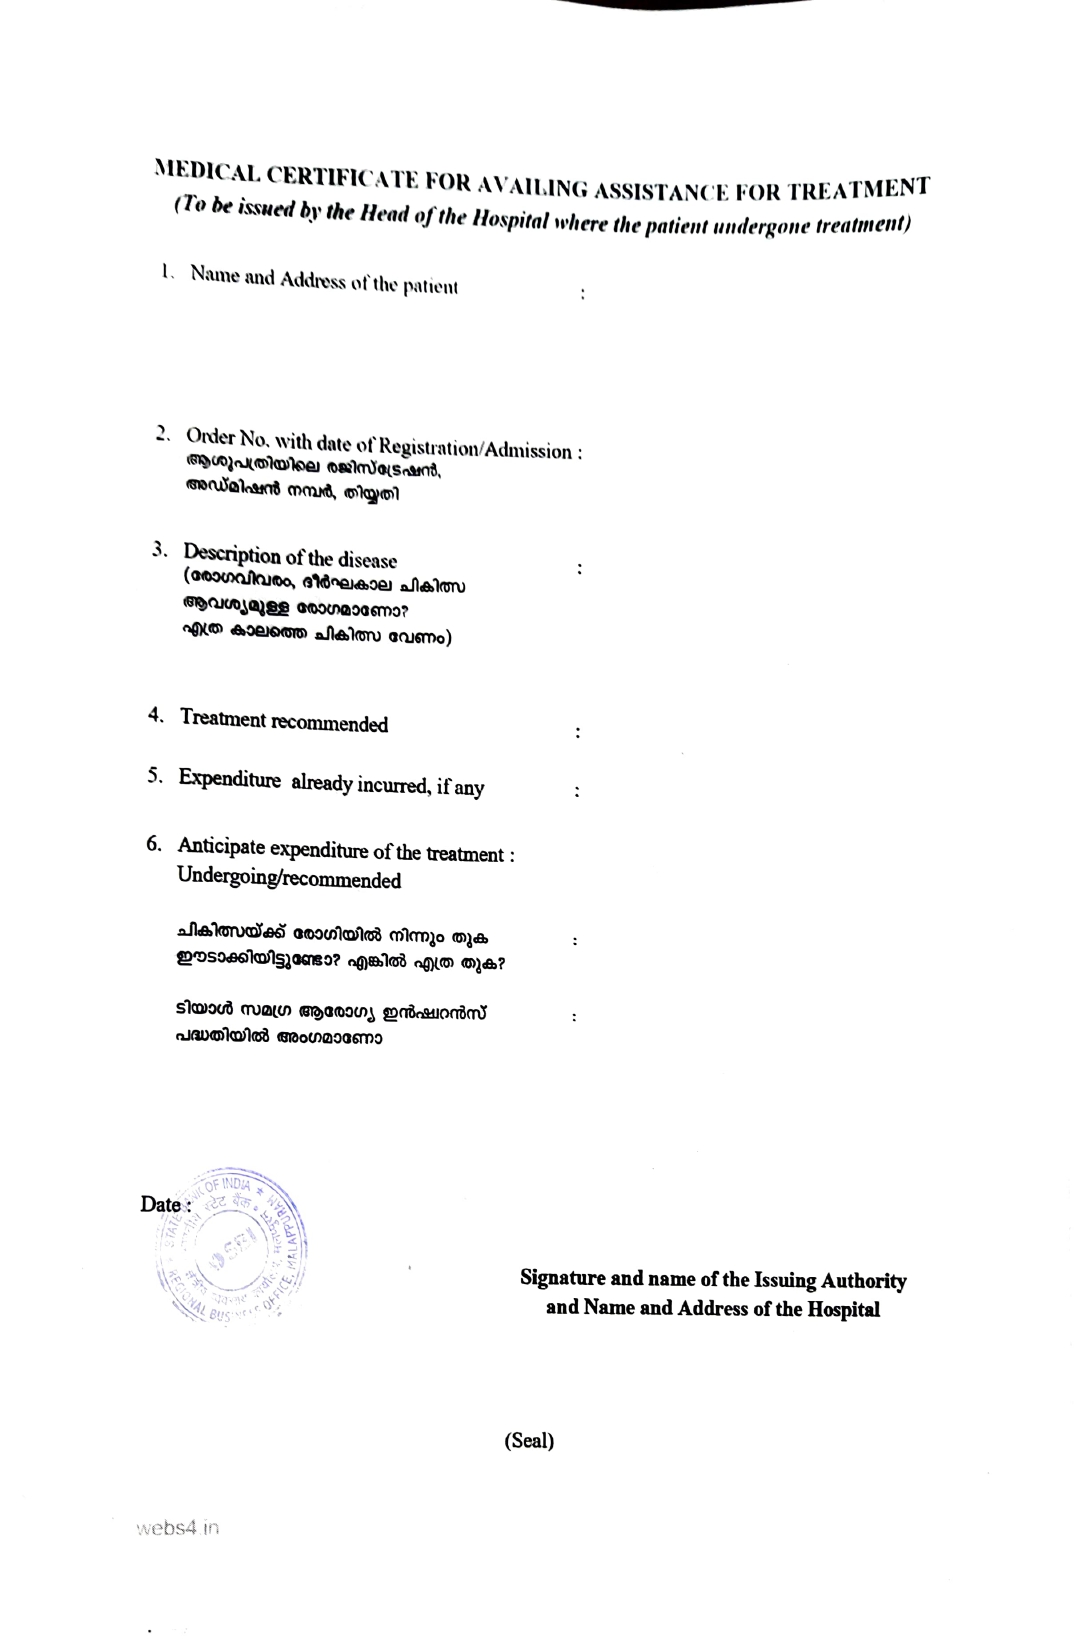 MEDICAL CERTIFICATE FOR AVAILING ASSISTANCE FOR TREATMENT
(To be issued by the Head of the Hospital where the patient undergone treatment)
1. Name and Address of the patient :
2. Order No. with date of Registration/Admission :
ആശുപത്രിയിലെ രജിസ്ട്രേഷൻ,
അഡ്മിഷൻ നമ്പർ, തിയ്യതി
3. Description of the disease :
(രോഗവിവരം, ദീർഘകാല ചികിത്സ
ആവശ്യമുള്ള രോഗമാണോ?
എത്ര കാലത്തെ ചികിത്സ വേണം)
4. Treatment recommended :
5. Expenditure already incurred, if any :
6. Anticipate expenditure of the treatment :
Undergoing/recommended
ചികിത്സയ്ക്ക് രോഗിയിൽ നിന്നും തുക :
ഈടാക്കിയിട്ടുണ്ടോ? എങ്കിൽ എത്ര തുക?
ടിയാൾ സമഗ്ര ആരോഗ്യ ഇൻഷ്വറൻസ് :
പദ്ധതിയിൽ അംഗമാണോ
Date :
STATE BANK OF INDIA ★ MALAPPURAM
स्टेट बैंक
SBI
REGIONAL BUSINESS OFFICE,
Signature and name of the Issuing Authority
and Name and Address of the Hospital
(Seal)
webs4.in